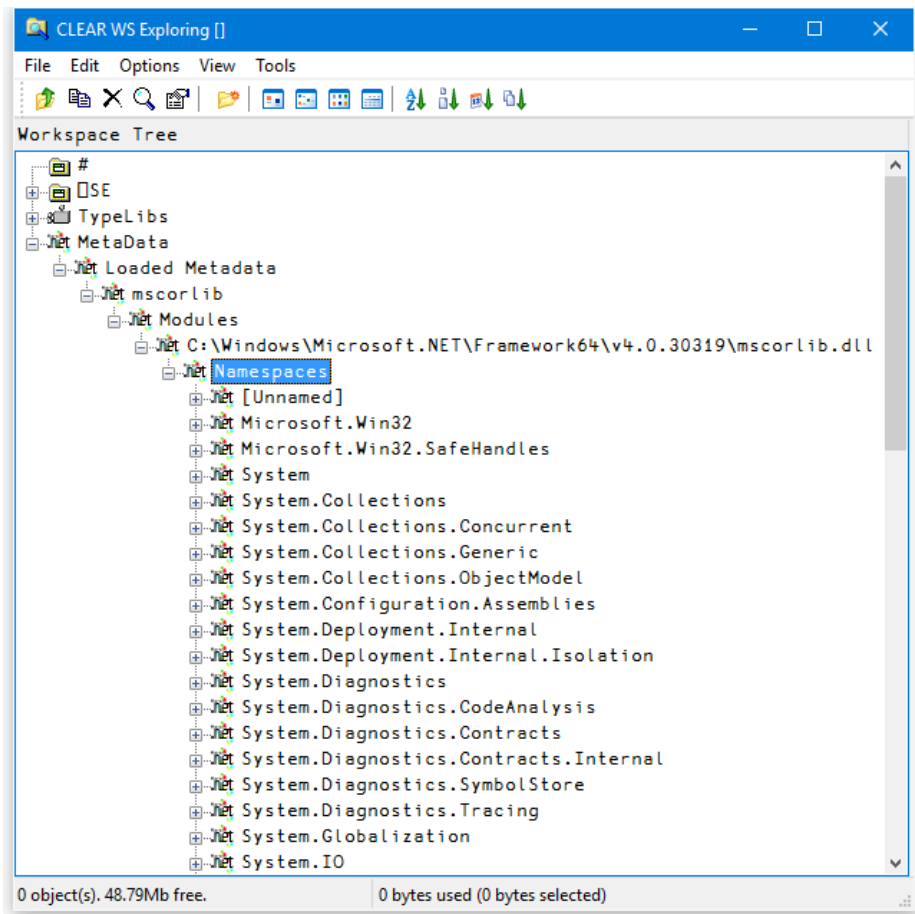 CLEAR WS Exploring []
File Edit Options View Tools
Workspace Tree
#
⎕SE
TypeLibs
MetaData
Loaded Metadata
mscorlib
Modules
C:\Windows\Microsoft.NET\Framework64\v4.0.30319\mscorlib.dll
Namespaces
[Unnamed]
Microsoft.Win32
Microsoft.Win32.SafeHandles
System
System.Collections
System.Collections.Concurrent
System.Collections.Generic
System.Collections.ObjectModel
System.Configuration.Assemblies
System.Deployment.Internal
System.Deployment.Internal.Isolation
System.Diagnostics
System.Diagnostics.CodeAnalysis
System.Diagnostics.Contracts
System.Diagnostics.Contracts.Internal
System.Diagnostics.SymbolStore
System.Diagnostics.Tracing
System.Globalization
System.IO
0 object(s). 48.79Mb free. 0 bytes used (0 bytes selected)